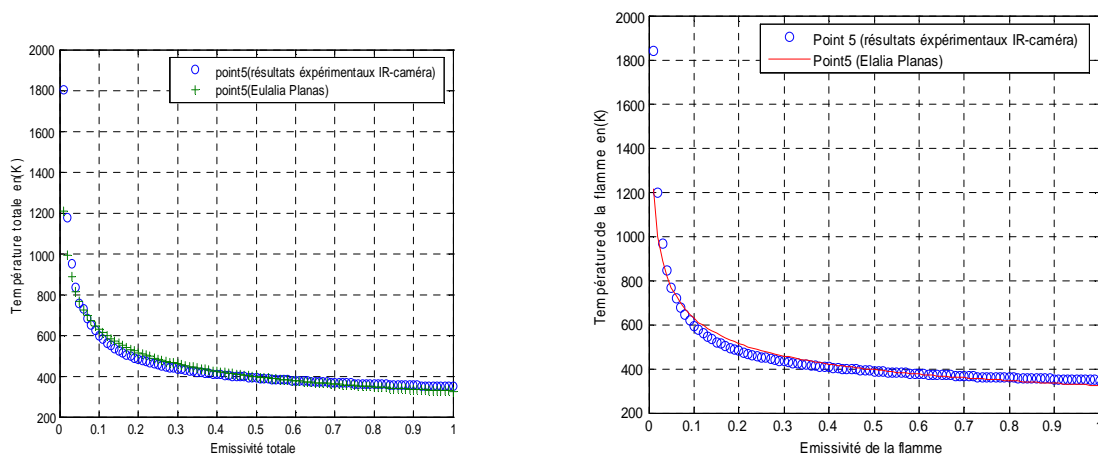 2000
1800
1600
1400
1200
1000
800
600
400
200
Température totale en(K)
point5(résultats éxpérimentaux IR-caméra)
point5(Eulalia Planas)
0 0.1 0.2 0.3 0.4 0.5 0.6 0.7 0.8 0.9 1
Emissivité totale
2000
1800
1600
1400
1200
1000
800
600
400
200
Température de la flamme en(K)
Point 5 (résultats éxpérimentaux IR-caméra)
Point5 (Elalia Planas)
0 0.1 0.2 0.3 0.4 0.5 0.6 0.7 0.8 0.9 1
Emissivité de la flamme